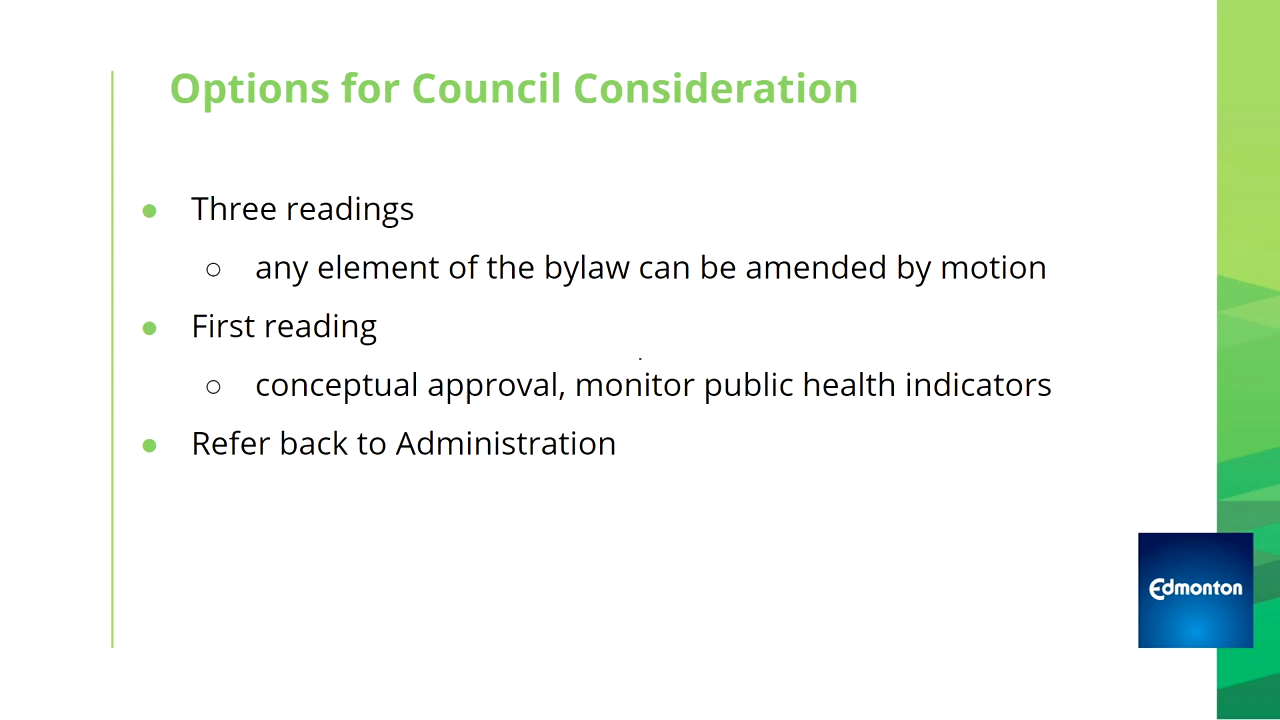 Options for Council Consideration
● Three readings
○ any element of the bylaw can be amended by motion
● First reading
○ conceptual approval, monitor public health indicators
● Refer back to Administration
Edmonton